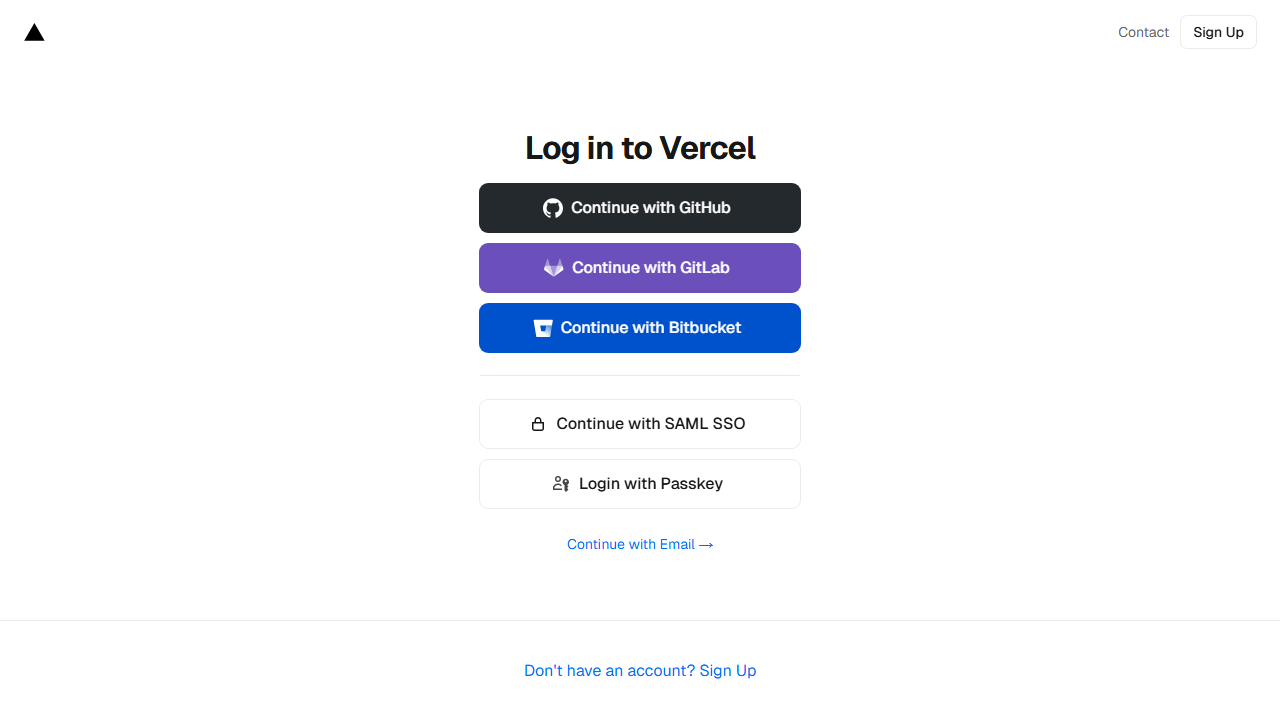 Contact
Sign Up
Log in to Vercel
Continue with GitHub
Continue with GitLab
Continue with Bitbucket
Continue with SAML SSO
Login with Passkey
Continue with Email →
Don't have an account? Sign Up